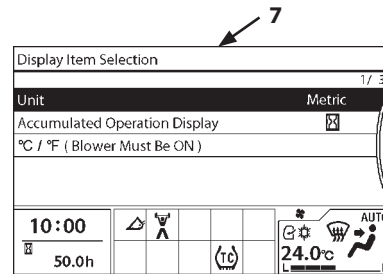 7
Display Item Selection
1/ 3
Unit Metric
Accumulated Operation Display
℃ / ℉ ( Blower Must Be ON )
10:00
50.0h
(TC)
AUTO
24.0℃
L